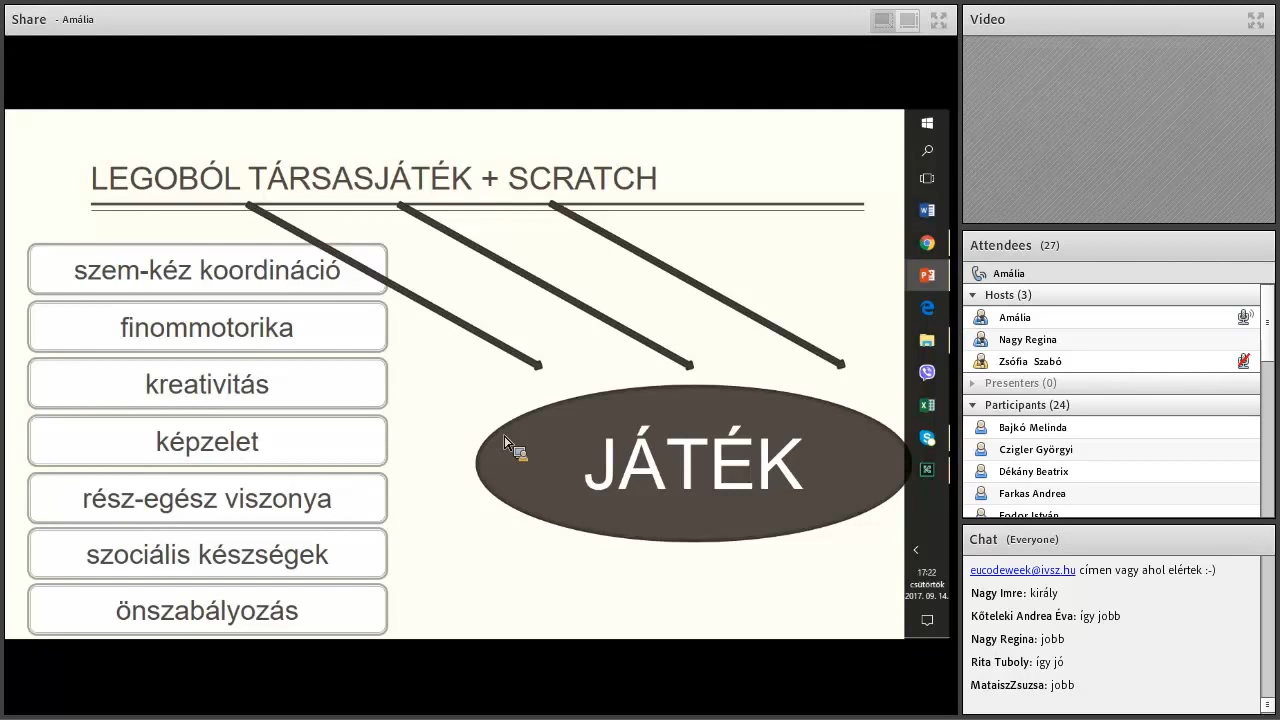 Share - Amália
LEGOBÓL TÁRSASJÁTÉK + SCRATCH
szem-kéz koordináció
finommotorika
kreativitás
képzelet
rész-egész viszonya
szociális készségek
önszabályozás
JÁTÉK
17:22
csütörtök
2017. 09. 14.
Video
Attendees (27)
Amália
Hosts (3)
Amália
Nagy Regina
Zsófia Szabó
Presenters (0)
Participants (24)
Bajkó Melinda
Czigler Györgyi
Dékány Beatrix
Farkas Andrea
Fodor István
Chat (Everyone)
eucodeweek@ivsz.hu címen vagy ahol elértek :-)
Nagy Imre: király
Kőteleki Andrea Éva: így jobb
Nagy Regina: jobb
Rita Tuboly: így jó
MataiszZsuzsa: jobb